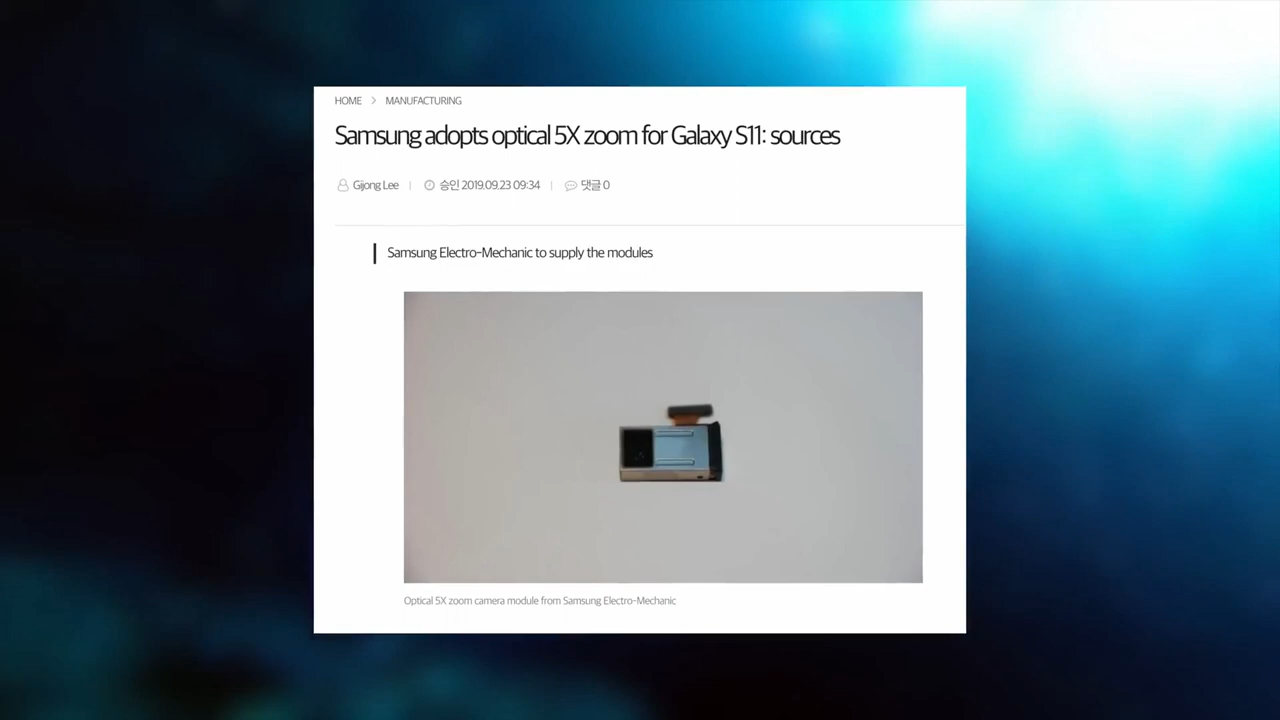 HOME > MANUFACTURING
Samsung adopts optical 5X zoom for Galaxy S11: sources
Gijong Lee | 승인 2019.09.23 09:34 | 댓글 0
Samsung Electro-Mechanic to supply the modules
Optical 5X zoom camera module from Samsung Electro-Mechanic